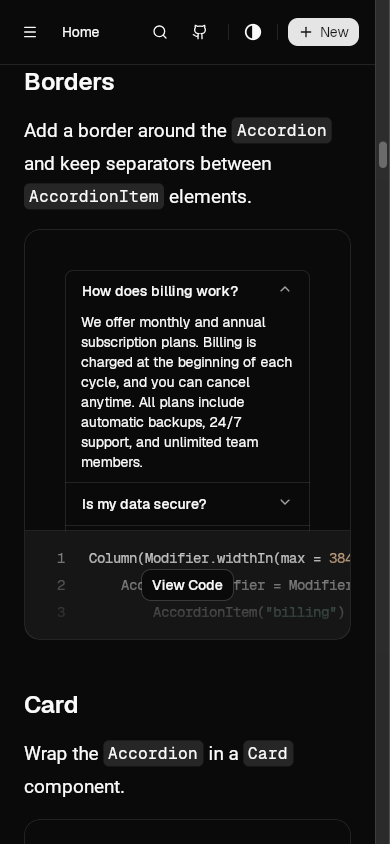 Home
New
Borders
Add a border around the Accordion
and keep separators between
AccordionItem elements.
How does billing work?
We offer monthly and annual
subscription plans. Billing is
charged at the beginning of each
cycle, and you can cancel
anytime. All plans include
automatic backups, 24/7
support, and unlimited team
members.
Is my data secure?
1 Column(Modifier.widthIn(max = 384
2 Acc
View Code
fier = Modifier
3 AccordionItem("billing")
Card
Wrap the Accordion in a Card
component.